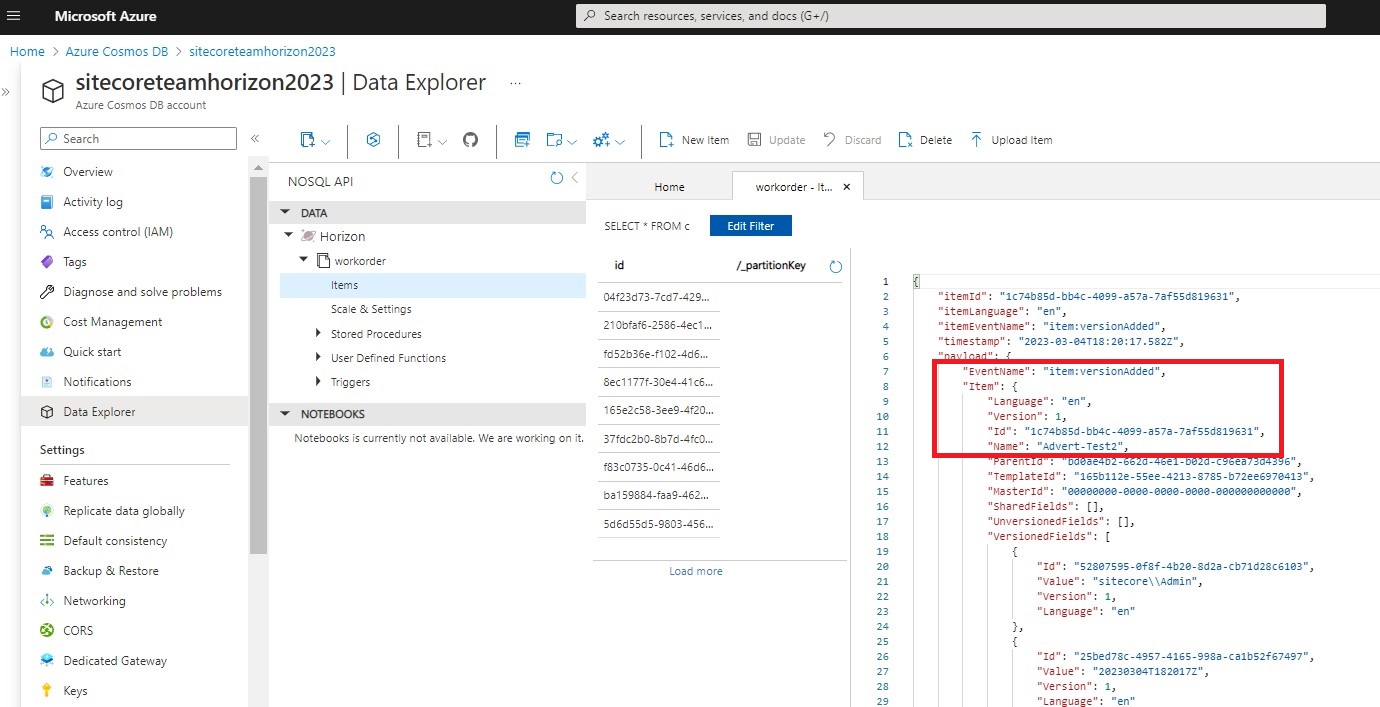 Microsoft Azure
Search resources, services, and docs (G+/)
Home > Azure Cosmos DB > sitecoreteamhorizon2023
sitecoreteamhorizon2023 | Data Explorer ...
Azure Cosmos DB account
Search
Overview
Activity log
Access control (IAM)
Tags
Diagnose and solve problems
Cost Management
Quick start
Notifications
Data Explorer
Settings
Features
Replicate data globally
Default consistency
Backup & Restore
Networking
CORS
Dedicated Gateway
Keys
New Item Update Discard Delete Upload Item
NOSQL API
DATA
Horizon
workorder
Items
Scale & Settings
Stored Procedures
User Defined Functions
Triggers
NOTEBOOKS
Notebooks is currently not available. We are working on it.
Home workorder - It...
SELECT * FROM c Edit Filter
id /_partitionKey
04f23d73-7cd7-429...
210bfaf6-2586-4ec1...
fd52b36e-f102-4d6...
8ec1177f-30e4-41c6...
165e2c58-3ee9-4f20...
37fdc2b0-8b7d-4fc0...
f83c0735-0c41-46d6...
ba159884-faa9-462...
5d6d55d5-9803-456...
Load more
1 {
2 "itemId": "1c74b85d-bb4c-4099-a57a-7af55d819631",
3 "itemLanguage": "en",
4 "itemEventName": "item:versionAdded",
5 "timestamp": "2023-03-04T18:20:17.582Z",
6 "payload": {
7 "EventName": "item:versionAdded",
8 "Item": {
9 "Language": "en",
10 "Version": 1,
11 "Id": "1c74b85d-bb4c-4099-a57a-7af55d819631",
12 "Name": "Advert-Test2",
13 "ParentId": "bd0ae4b2-662d-46e1-b02d-c96ea73d4396",
14 "TemplateId": "165b112e-55ee-4213-8785-b72ee6970413",
15 "MasterId": "00000000-0000-0000-0000-000000000000",
16 "SharedFields": [],
17 "UnversionedFields": [],
18 "VersionedFields": [
19 {
20 "Id": "52807595-0f8f-4b20-8d2a-cb71d28c6103",
21 "Value": "sitecore\\Admin",
22 "Version": 1,
23 "Language": "en"
24 },
25 {
26 "Id": "25bed78c-4957-4165-998a-ca1b52f67497",
27 "Value": "20230304T182017Z",
28 "Version": 1,
29 "Language": "en"